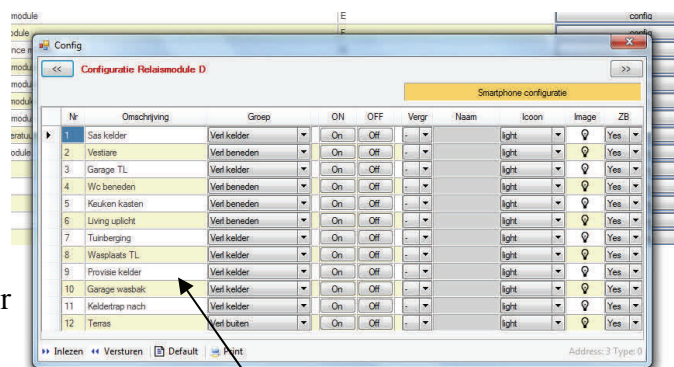 module E config
odule E config
nce m
Config
modu
<< Configuratie Relaismodule D >>
modu
Smartphone configuratie
modul
Nr Omschrijving Groep ON OFF Vergr Naam Icoon Image ZB
modu
1 Sas kelder Verl kelder On Off - light Yes
eratuu
2 Vestiare Verl beneden On Off - light Yes
odule
3 Garage TL Verl kelder On Off - light Yes
4 Wc beneden Verl beneden On Off - light Yes
5 Keuken kasten Verl beneden On Off - light Yes
6 Living uplicht Verl beneden On Off - light Yes
7 Tuinberging Verl kelder On Off - light Yes
8 Wasplaats TL Verl kelder On Off - light Yes
9 Provisie kelder Verl kelder On Off - light Yes
r
10 Garage wasbak Verl kelder On Off - light Yes
11 Keldertrap nach Verl kelder On Off - light Yes
12 Terras Verl buiten On Off - light Yes
Inlezen Versturen Default Print Address: 3 Type: 0